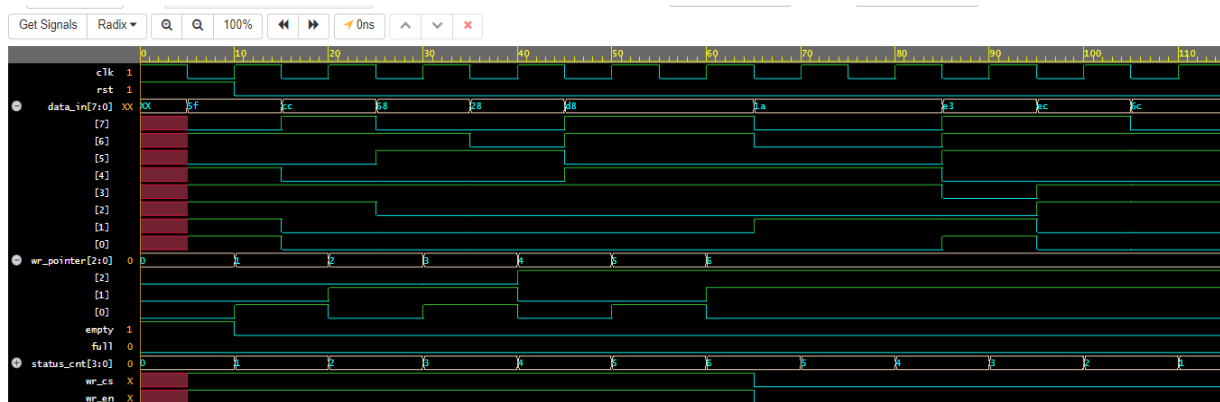 Get Signals Radix 100% 0ns
0 10 20 30 40 50 60 70 80 90 100 110
clk 1
rst 1
data_in[7:0] XX XX 5f cc 68 28 d8 1a e3 ec 6c
[7]
[6]
[5]
[4]
[3]
[2]
[1]
[0]
wr_pointer[2:0] 0 0 1 2 3 4 5 6
[2]
[1]
[0]
empty 1
full 0
status_cnt[3:0] 0 0 1 2 3 4 5 6 5 4 3 2 1
wr_cs X
wr_en X